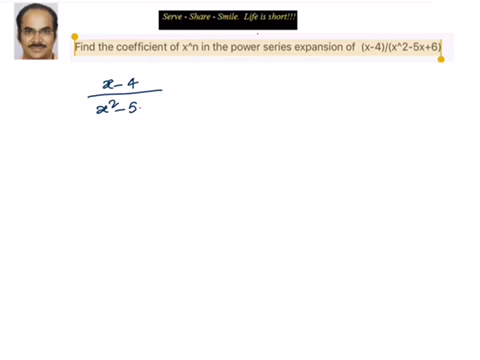 Serve - Share - Smile. Life is short!!!
Find the coefficient of x^n in the power series expansion of (x-4)/(x^2-5x+6)
x-4
x²-5